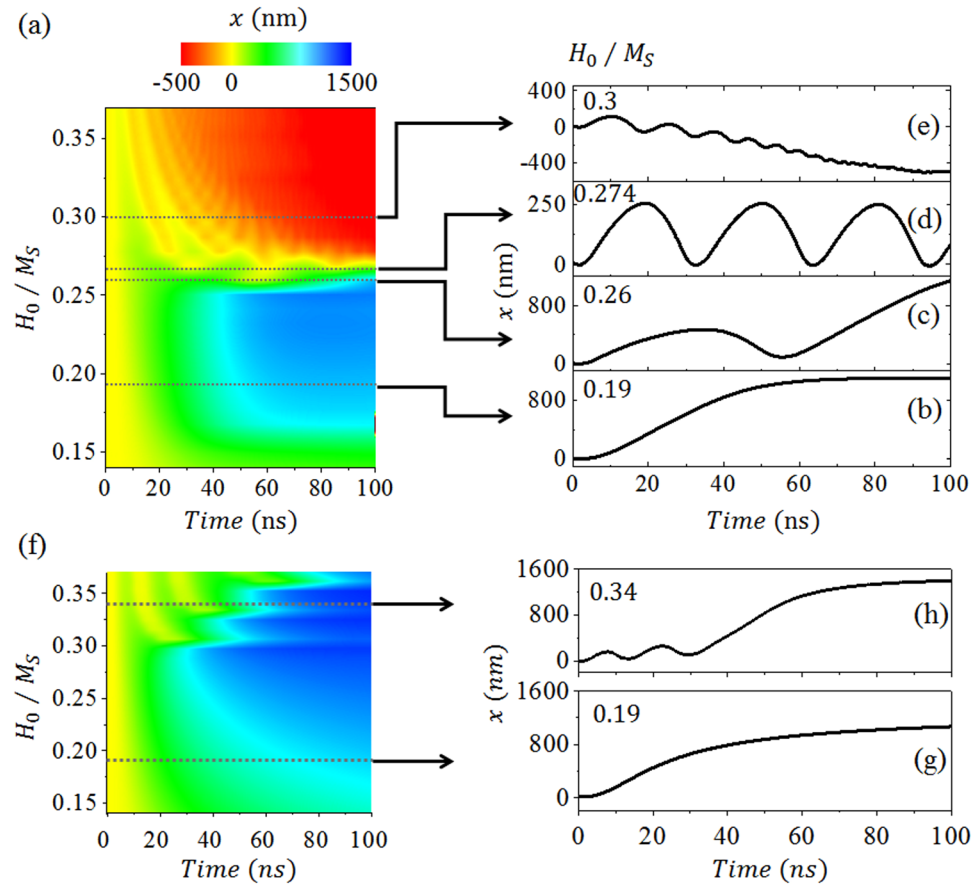 (a)
x (nm)
-500 0 1500
H₀ / M_S
0.35
0.30
0.25
0.20
0.15
0 20 40 60 80 100
Time (ns)
H₀ / M_S
400
0
-400
0.3
(e)
250
0
0.274
(d)
x (nm)
800
0
0.26
(c)
800
0
0.19
(b)
0 20 40 60 80 100
Time (ns)
(f)
H₀ / M_S
0.35
0.30
0.25
0.20
0.15
0 20 40 60 80 100
Time (ns)
x (nm)
1600
800
0
0.34
(h)
1600
800
0
0.19
(g)
0 20 40 60 80 100
Time (ns)